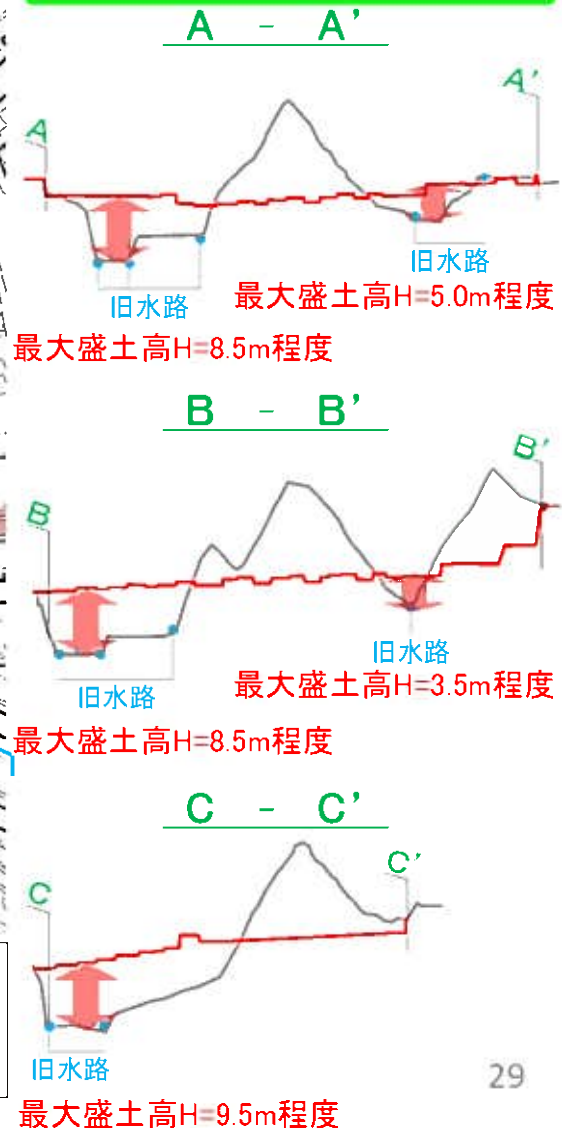 A － A’
A
A’
旧水路
旧水路
最大盛土高H=5.0m程度
最大盛土高H=8.5m程度
B － B’
B
B’
旧水路
旧水路
最大盛土高H=3.5m程度
最大盛土高H=8.5m程度
C － C’
C
C’
旧水路
29
最大盛土高H=9.5m程度